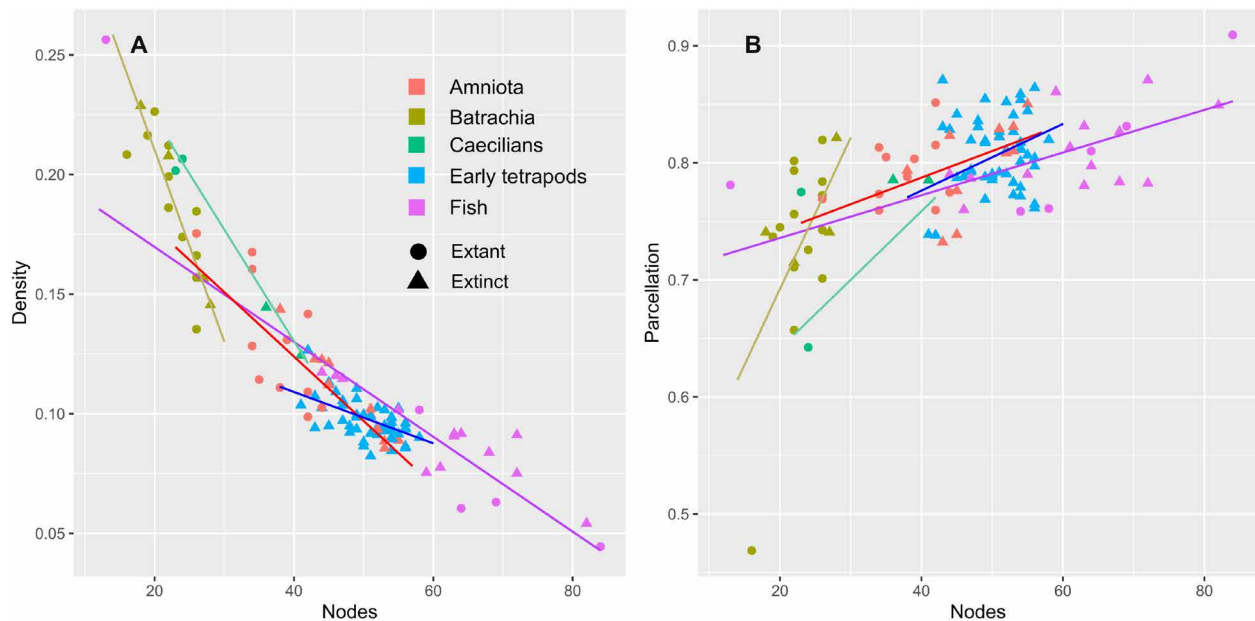 A
B
0.25
0.20
0.15
0.10
0.05
Density
20
40
60
80
Nodes
Amniota
Batrachia
Caecilians
Early tetrapods
Fish
Extant
Extinct
0.9
0.8
0.7
0.6
0.5
Parcellation
20
40
60
80
Nodes